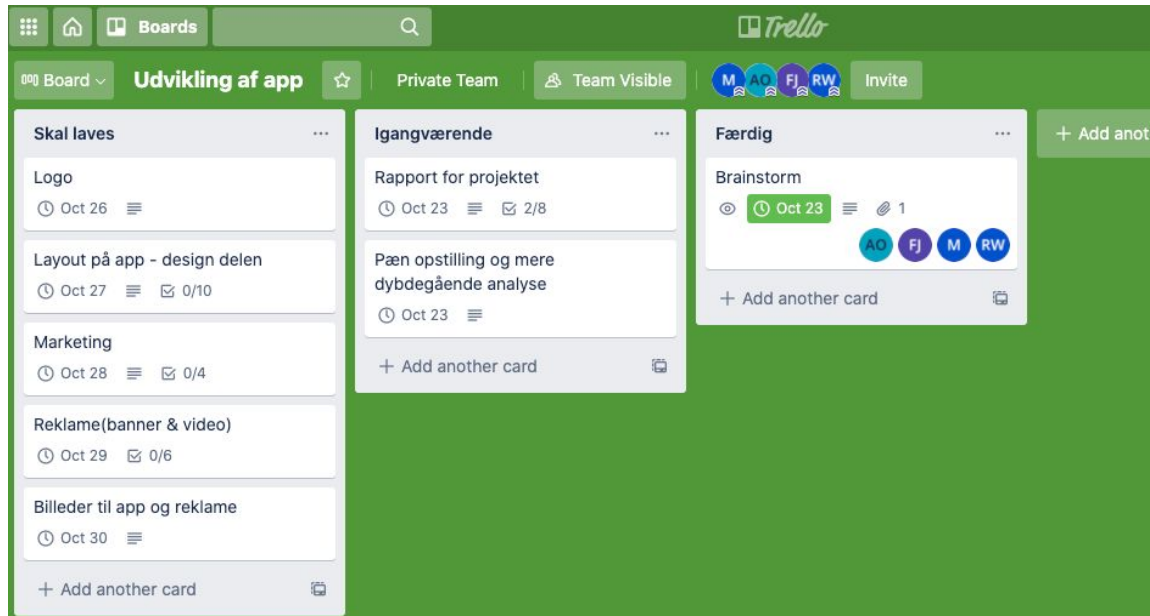 Boards
Trello
Board
Udvikling af app
Private Team
Team Visible
M AO FJ RW
Invite
Skal laves
Logo
Oct 26
Layout på app - design delen
Oct 27 0/10
Marketing
Oct 28 0/4
Reklame(banner & video)
Oct 29 0/6
Billeder til app og reklame
Oct 30
+ Add another card
Igangværende
Rapport for projektet
Oct 23 2/8
Pæn opstilling og mere
dybdegående analyse
Oct 23
+ Add another card
Færdig
Brainstorm
Oct 23 1
AO FJ M RW
+ Add another card
+ Add anot